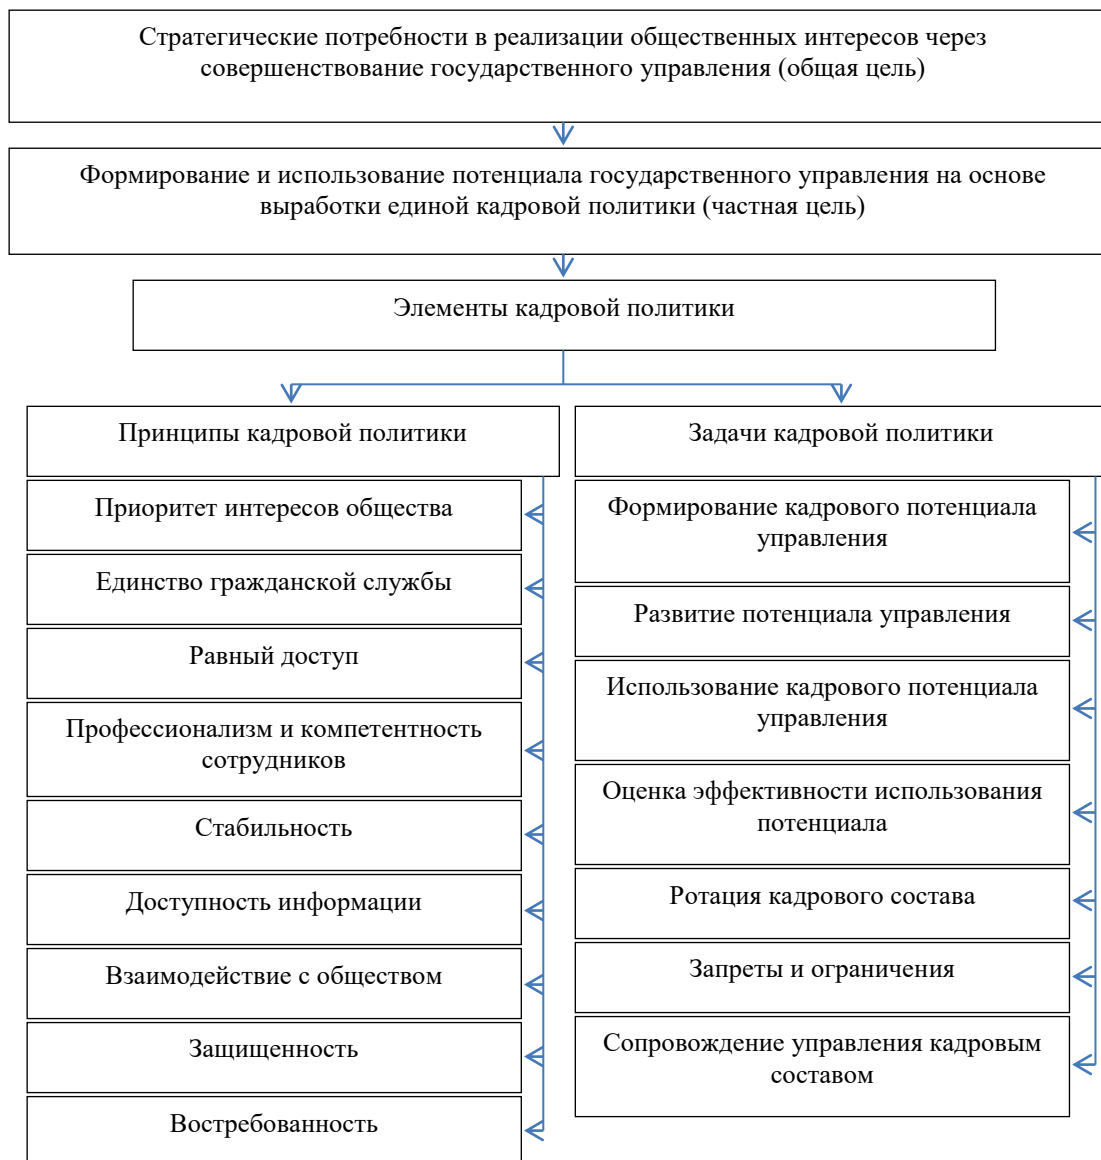 Стратегические потребности в реализации общественных интересов через
совершенствование государственного управления (общая цель)
Формирование и использование потенциала государственного управления на основе
выработки единой кадровой политики (частная цель)
Элементы кадровой политики
Принципы кадровой политики
Приоритет интересов общества
Единство гражданской службы
Равный доступ
Профессионализм и компетентность
сотрудников
Стабильность
Доступность информации
Взаимодействие с обществом
Защищенность
Востребованность
Задачи кадровой политики
Формирование кадрового потенциала
управления
Развитие потенциала управления
Использование кадрового потенциала
управления
Оценка эффективности использования
потенциала
Ротация кадрового состава
Запреты и ограничения
Сопровождение управления кадровым
составом